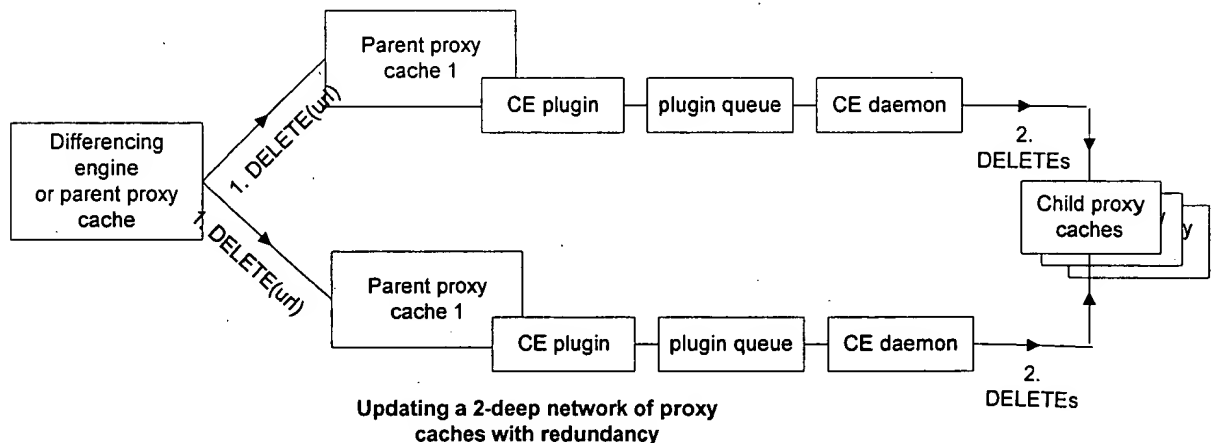 Parent proxy
cache 1
CE plugin
plugin queue
CE daemon
Differencing
engine
or parent proxy
cache
1. DELETE(url)
2.
DELETEs
Child proxy
caches
y
y
1. DELETE(url)
Parent proxy
cache 1
CE plugin
plugin queue
CE daemon
2.
DELETEs
Updating a 2-deep network of proxy
caches with redundancy